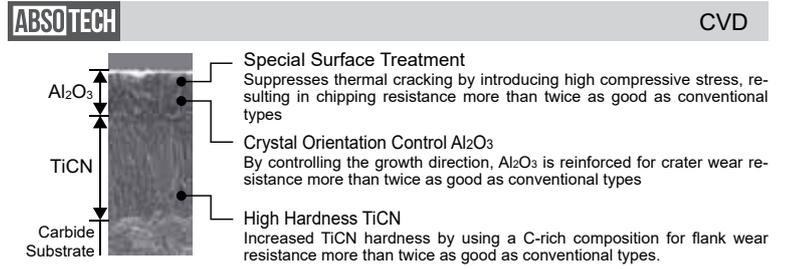 ABSOTECH
CVD
Special Surface Treatment
Suppresses thermal cracking by introducing high compressive stress, re-
sulting in chipping resistance more than twice as good as conventional
types
Al₂O₃
Crystal Orientation Control Al₂O₃
By controlling the growth direction, Al₂O₃ is reinforced for crater wear re-
sistance more than twice as good as conventional types
TiCN
High Hardness TiCN
Increased TiCN hardness by using a C-rich composition for flank wear
resistance more than twice as good as conventional types.
Carbide
Substrate